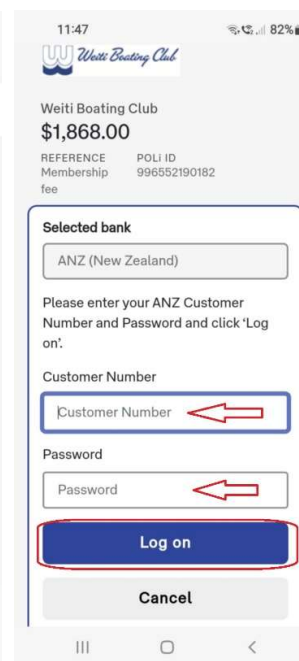 11:47 82%
Weiti Boating Club
Weiti Boating Club
$1,868.00
REFERENCE POLi ID
Membership 996552190182
fee
Selected bank
ANZ (New Zealand)
Please enter your ANZ Customer
Number and Password and click ‘Log
on’.
Customer Number
Customer Number
Password
Password
Log on
Cancel